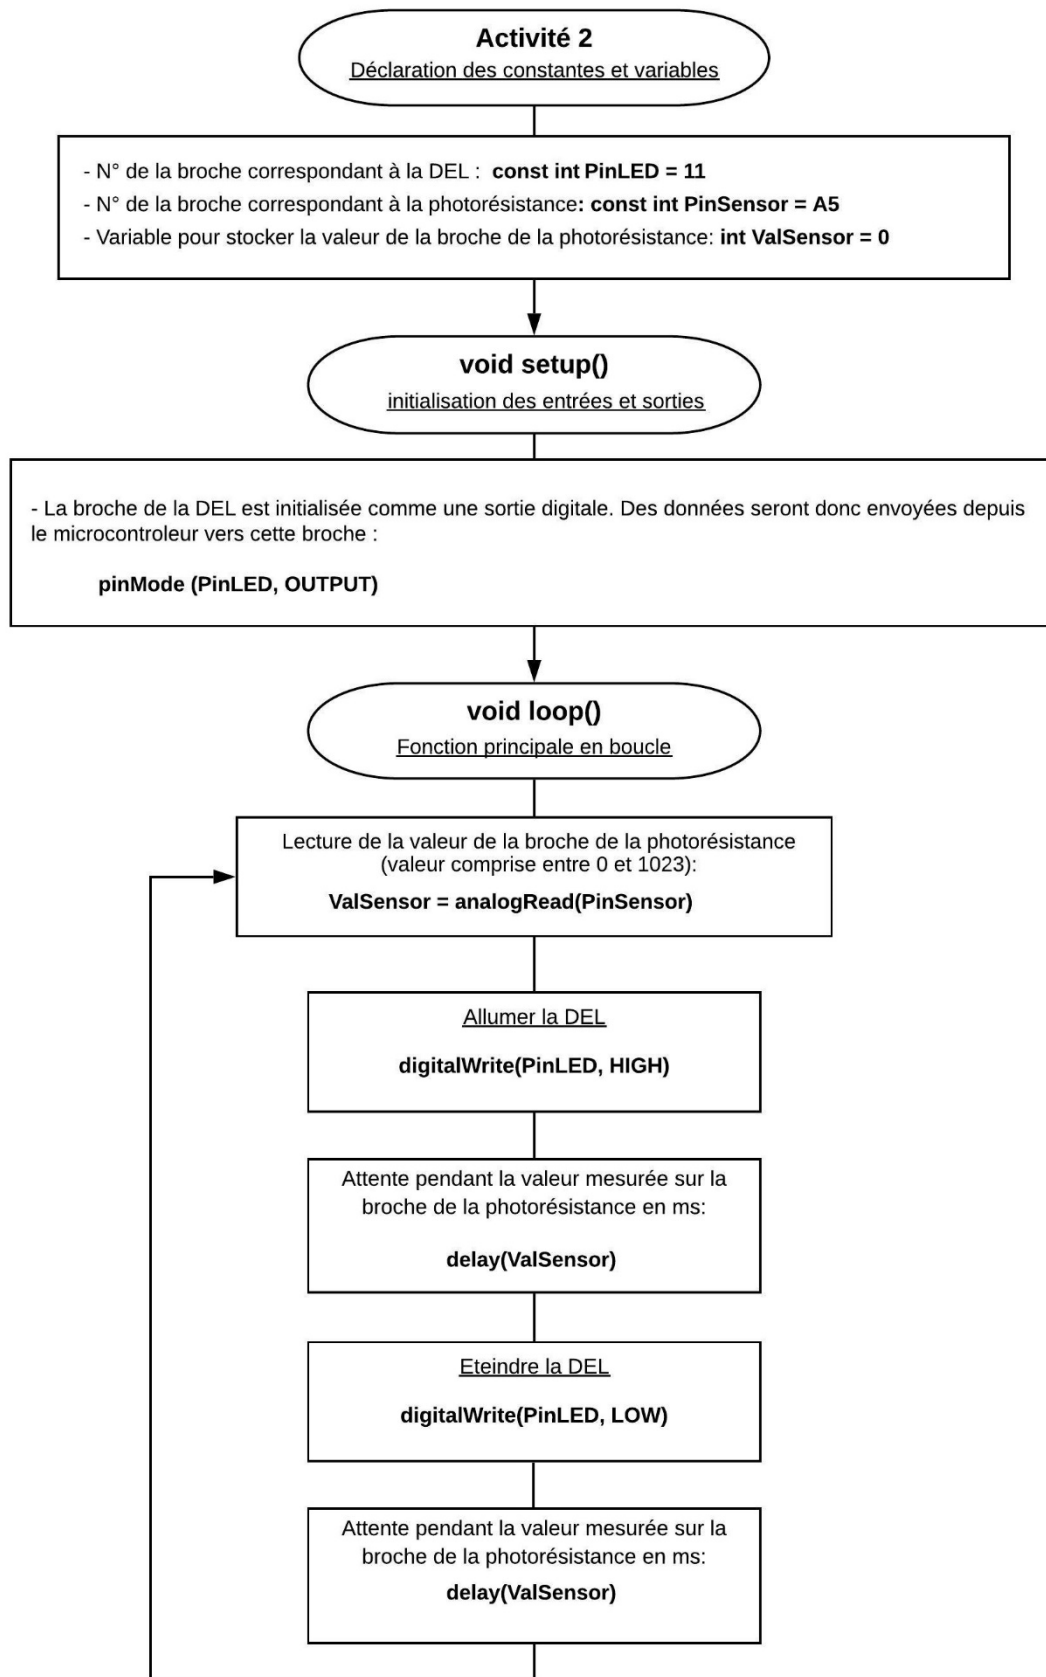 Activité 2
Déclaration des constantes et variables
- N° de la broche correspondant à la DEL : const int PinLED = 11
- N° de la broche correspondant à la photorésistance: const int PinSensor = A5
- Variable pour stocker la valeur de la broche de la photorésistance: int ValSensor = 0
void setup()
initialisation des entrées et sorties
- La broche de la DEL est initialisée comme une sortie digitale. Des données seront donc envoyées depuis
le microcontroleur vers cette broche :
pinMode (PinLED, OUTPUT)
void loop()
Fonction principale en boucle
Lecture de la valeur de la broche de la photorésistance
(valeur comprise entre 0 et 1023):
ValSensor = analogRead(PinSensor)
Allumer la DEL
digitalWrite(PinLED, HIGH)
Attente pendant la valeur mesurée sur la
broche de la photorésistance en ms:
delay(ValSensor)
Eteindre la DEL
digitalWrite(PinLED, LOW)
Attente pendant la valeur mesurée sur la
broche de la photorésistance en ms:
delay(ValSensor)